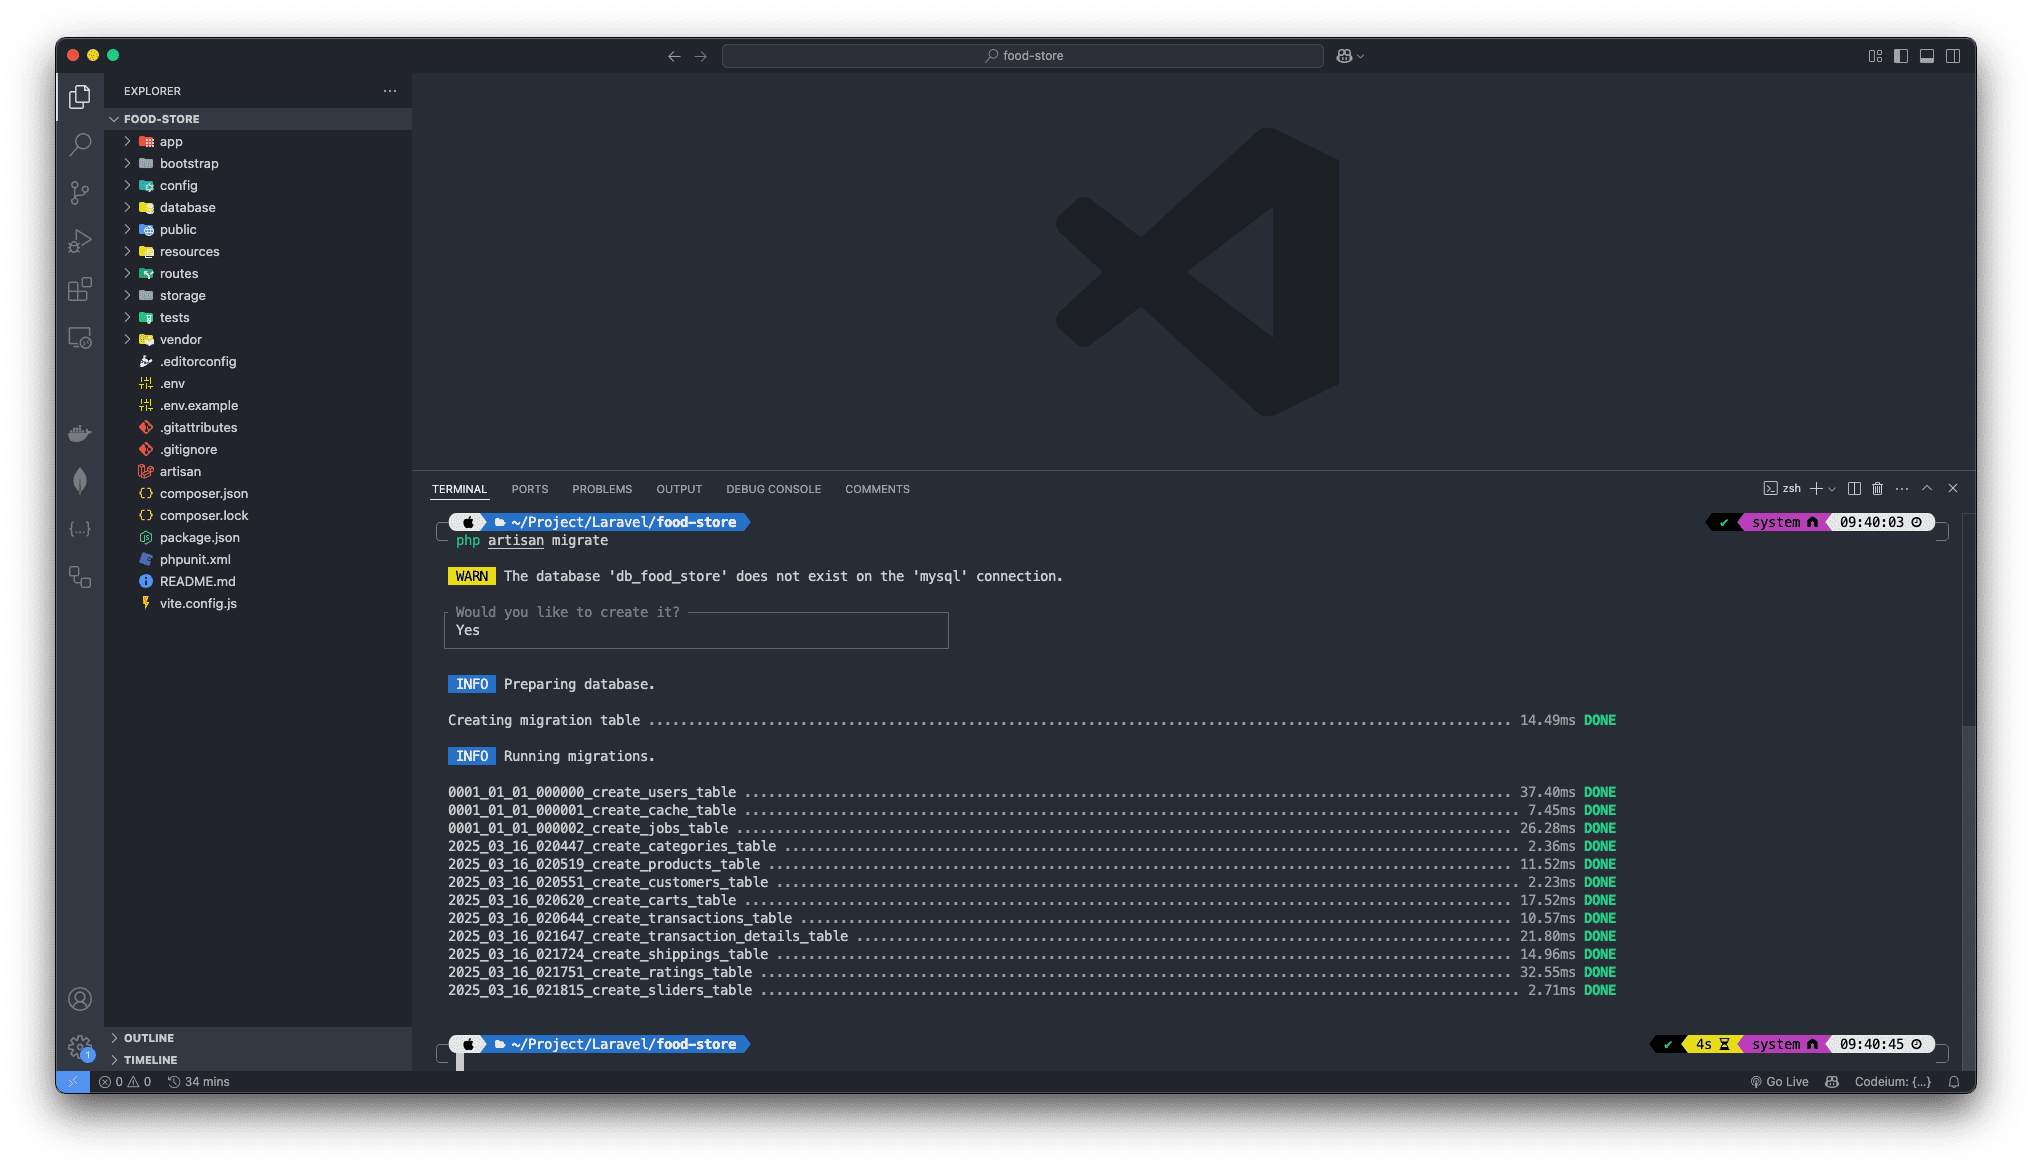 food-store
EXPLORER
FOOD-STORE
app
bootstrap
config
database
public
resources
routes
storage
tests
vendor
.editorconfig
.env
.env.example
.gitattributes
.gitignore
artisan
composer.json
composer.lock
package.json
phpunit.xml
README.md
vite.config.js
OUTLINE
TIMELINE
TERMINAL PORTS PROBLEMS OUTPUT DEBUG CONSOLE COMMENTS zsh
~/Project/Laravel/food-store ✔ system 09:40:03
php artisan migrate
WARN The database 'db_food_store' does not exist on the 'mysql' connection.
Would you like to create it?
Yes
INFO Preparing database.
Creating migration table ............................................................................................................ 14.49ms DONE
INFO Running migrations.
0001_01_01_000000_create_users_table ................................................................................................ 37.40ms DONE
0001_01_01_000001_create_cache_table ................................................................................................. 7.45ms DONE
0001_01_01_000002_create_jobs_table ................................................................................................. 26.28ms DONE
2025_03_16_020447_create_categories_table ............................................................................................ 2.36ms DONE
2025_03_16_020519_create_products_table ............................................................................................. 11.52ms DONE
2025_03_16_020551_create_customers_table ............................................................................................. 2.23ms DONE
2025_03_16_020620_create_carts_table ................................................................................................ 17.52ms DONE
2025_03_16_020644_create_transactions_table ......................................................................................... 10.57ms DONE
2025_03_16_021647_create_transaction_details_table .................................................................................. 21.80ms DONE
2025_03_16_021724_create_shippings_table ............................................................................................ 14.96ms DONE
2025_03_16_021751_create_ratings_table .............................................................................................. 32.55ms DONE
2025_03_16_021815_create_sliders_table ............................................................................................... 2.71ms DONE
~/Project/Laravel/food-store ✔ 4s system 09:40:45
1
0 0 34 mins Go Live Codeium: {...}